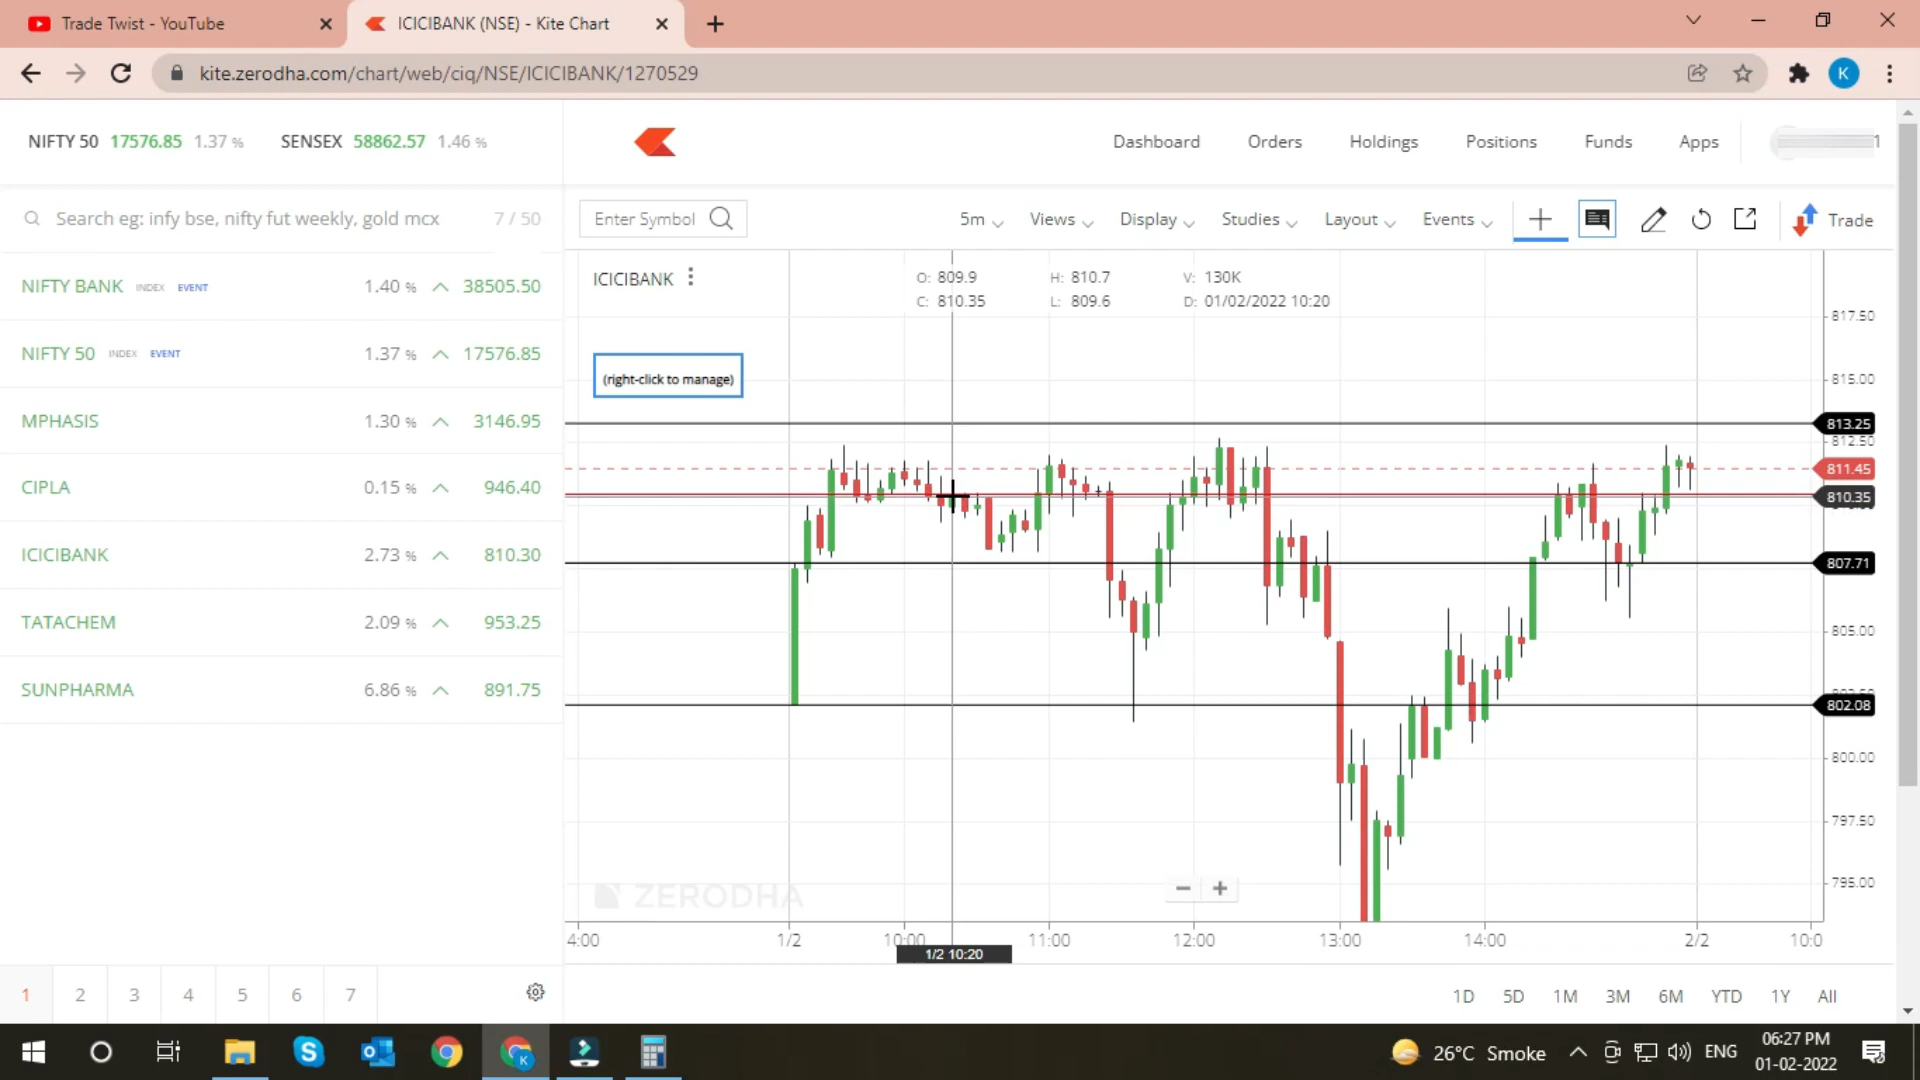 Trade Twist - YouTube
ICICIBANK (NSE) - Kite Chart
kite.zerodha.com/chart/web/ciq/NSE/ICICIBANK/1270529
K
NIFTY 50 17576.85 1.37 %
SENSEX 58862.57 1.46 %
Dashboard
Orders
Holdings
Positions
Funds
Apps
1
Search eg: infy bse, nifty fut weekly, gold mcx
7 / 50
Enter Symbol
5m
Views
Display
Studies
Layout
Events
Trade
NIFTY BANK INDEX EVENT 1.40 % 38505.50
NIFTY 50 INDEX EVENT 1.37 % 17576.85
MPHASIS 1.30 % 3146.95
CIPLA 0.15 % 946.40
ICICIBANK 2.73 % 810.30
TATACHEM 2.09 % 953.25
SUNPHARMA 6.86 % 891.75
ICICIBANK
O: 809.9 H: 810.7 V: 130K
C: 810.35 L: 809.6 D: 01/02/2022 10:20
(right-click to manage)
817.50
815.00
813.25
812.50
811.45
810.35
807.71
805.00
802.08
800.00
797.50
795.00
ZERODHA
4:00
1/2
10:00
11:00
12:00
13:00
14:00
2/2
10:0
1/2 10:20
1 2 3 4 5 6 7
1D 5D 1M 3M 6M YTD 1Y All
26°C Smoke
ENG
06:27 PM
01-02-2022